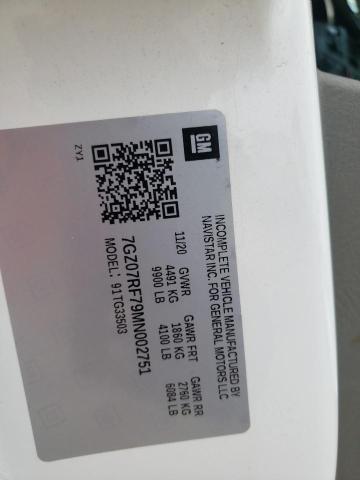 GM
INCOMPLETE VEHICLE MANUFACTURED BY
NAVISTAR INC. FOR GENERAL MOTORS LLC
11/20 GVWR GAWR FRT GAWR RR
4491 KG 1860 KG 2760 KG
9900 LB 4100 LB 6084 LB
7GZ07RF79MN002751
MODEL: 91TG33503
ZY1